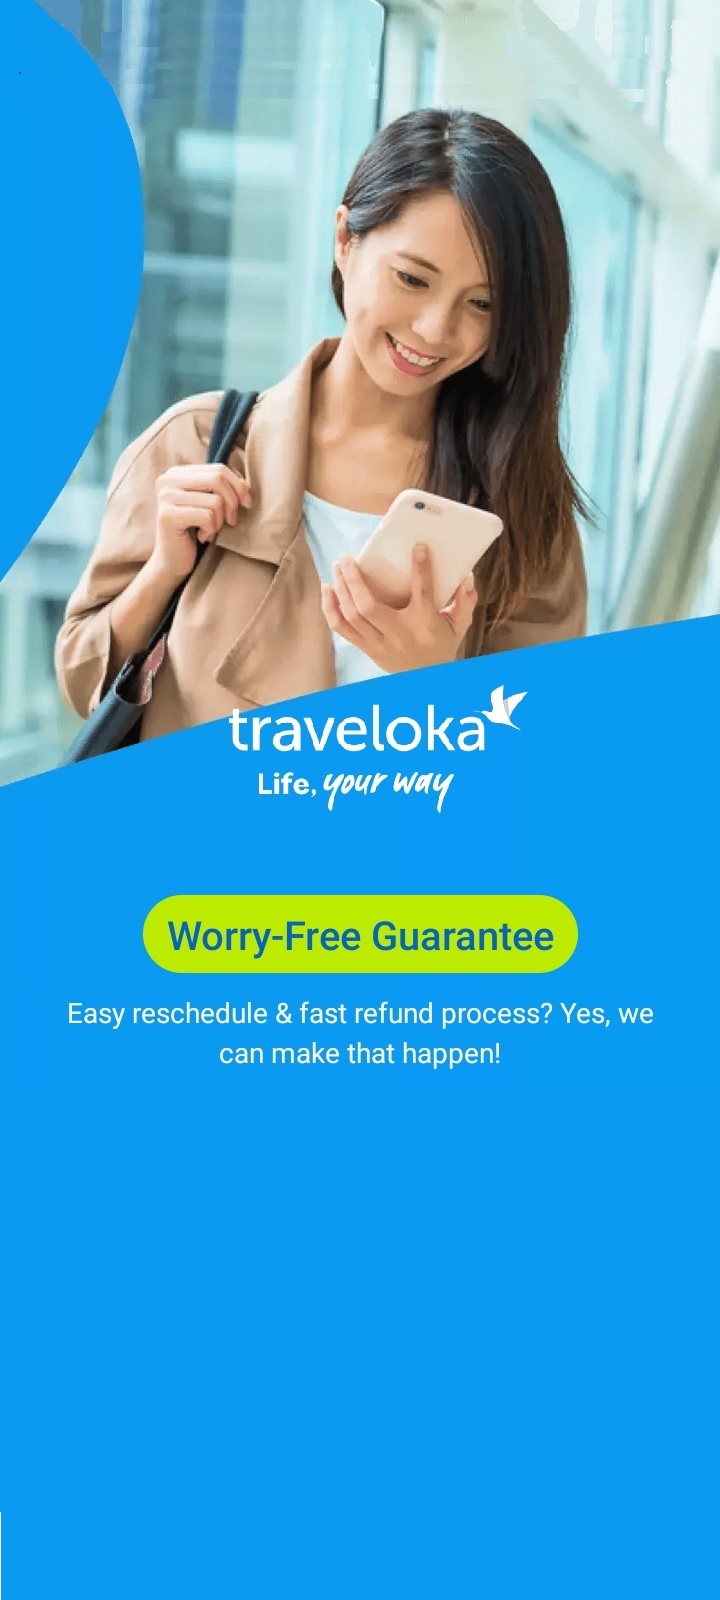 traveloka
Life, your way
Worry-Free Guarantee
Easy reschedule & fast refund process? Yes, we
can make that happen!